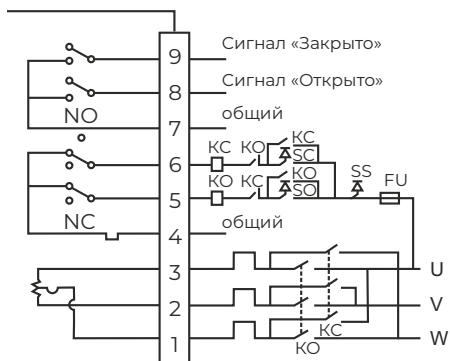 9 Сигнал «Закрыто»
8 Сигнал «Открыто»
NO 7 общий
6 КС КО КС SC
5 КО КС КО SO SS FU
NC 4 общий
3 U
2 V
1 КО КС W